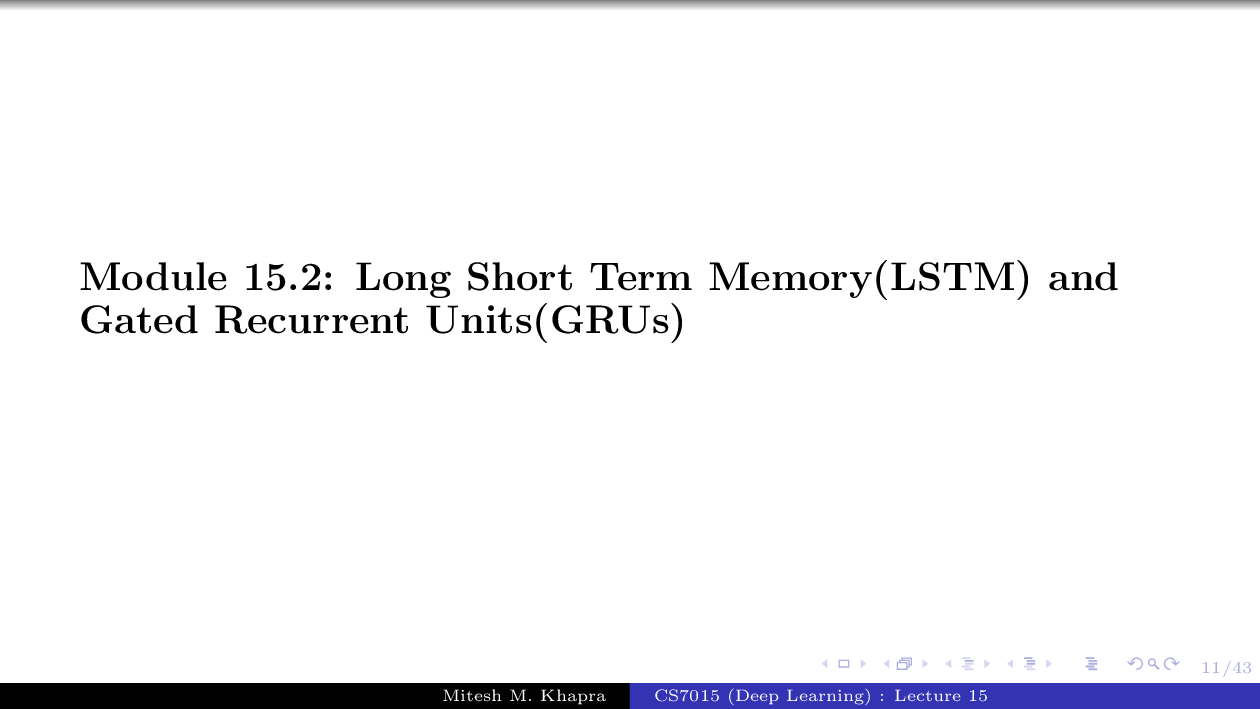 Module 15.2: Long Short Term Memory(LSTM) and
Gated Recurrent Units(GRUs)
11/43
Mitesh M. Khapra
CS7015 (Deep Learning) : Lecture 15